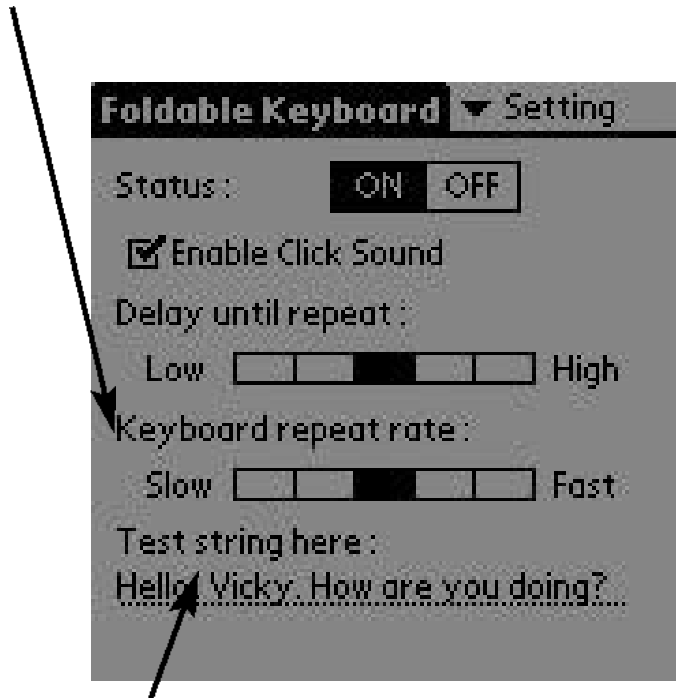 Foldable Keyboard Setting
Status: ON OFF
Enable Click Sound
Delay until repeat:
Low High
Keyboard repeat rate:
Slow Fast
Test string here:
Hello, Vicky. How are you doing?